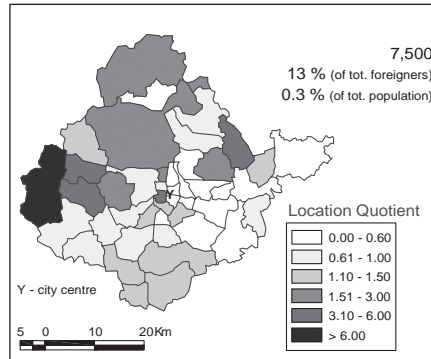 7,500
13 % (of tot. foreigners)
0.3 % (of tot. population)
Y
Location Quotient
0.00 - 0.60
0.61 - 1.00
1.10 - 1.50
1.51 - 3.00
3.10 - 6.00
> 6.00
Y - city centre
5 0 10 20Km